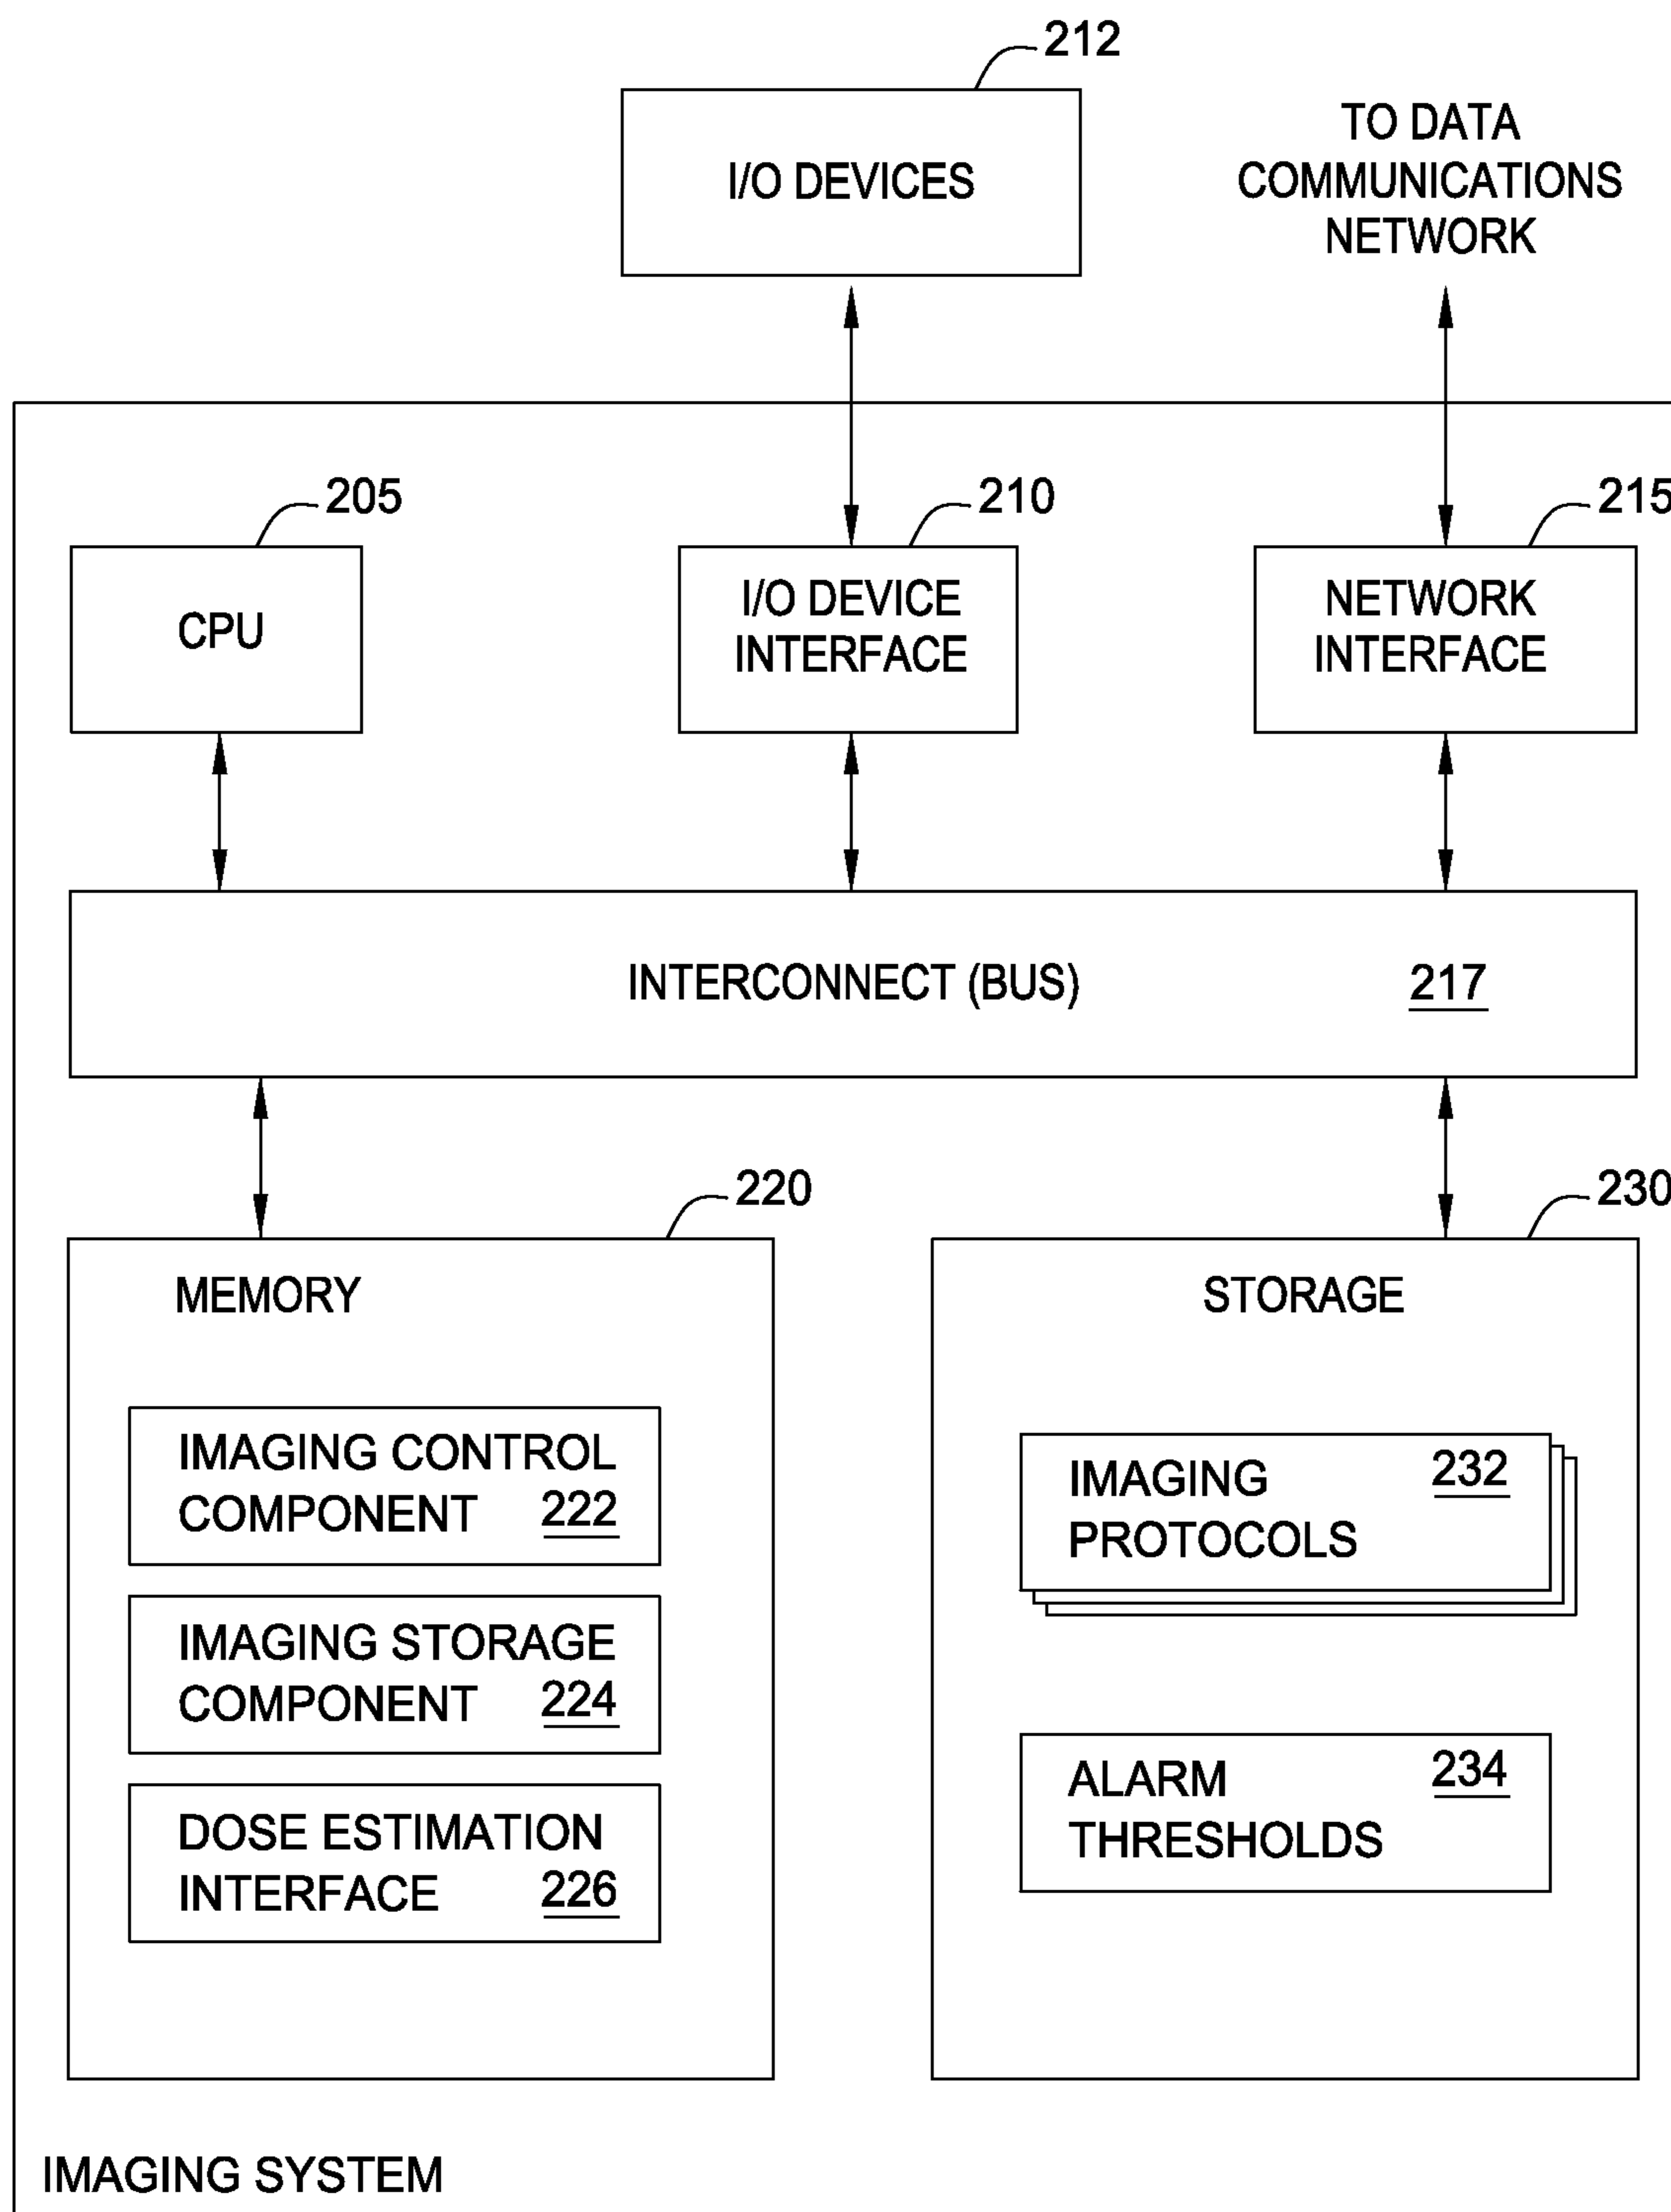 212
I/O DEVICES
TO DATA
COMMUNICATIONS
NETWORK
205
210
215
CPU
I/O DEVICE
INTERFACE
NETWORK
INTERFACE
INTERCONNECT (BUS) 217
220
230
MEMORY
IMAGING CONTROL
COMPONENT 222
IMAGING STORAGE
COMPONENT 224
DOSE ESTIMATION
INTERFACE 226
STORAGE
IMAGING 232
PROTOCOLS
ALARM 234
THRESHOLDS
IMAGING SYSTEM